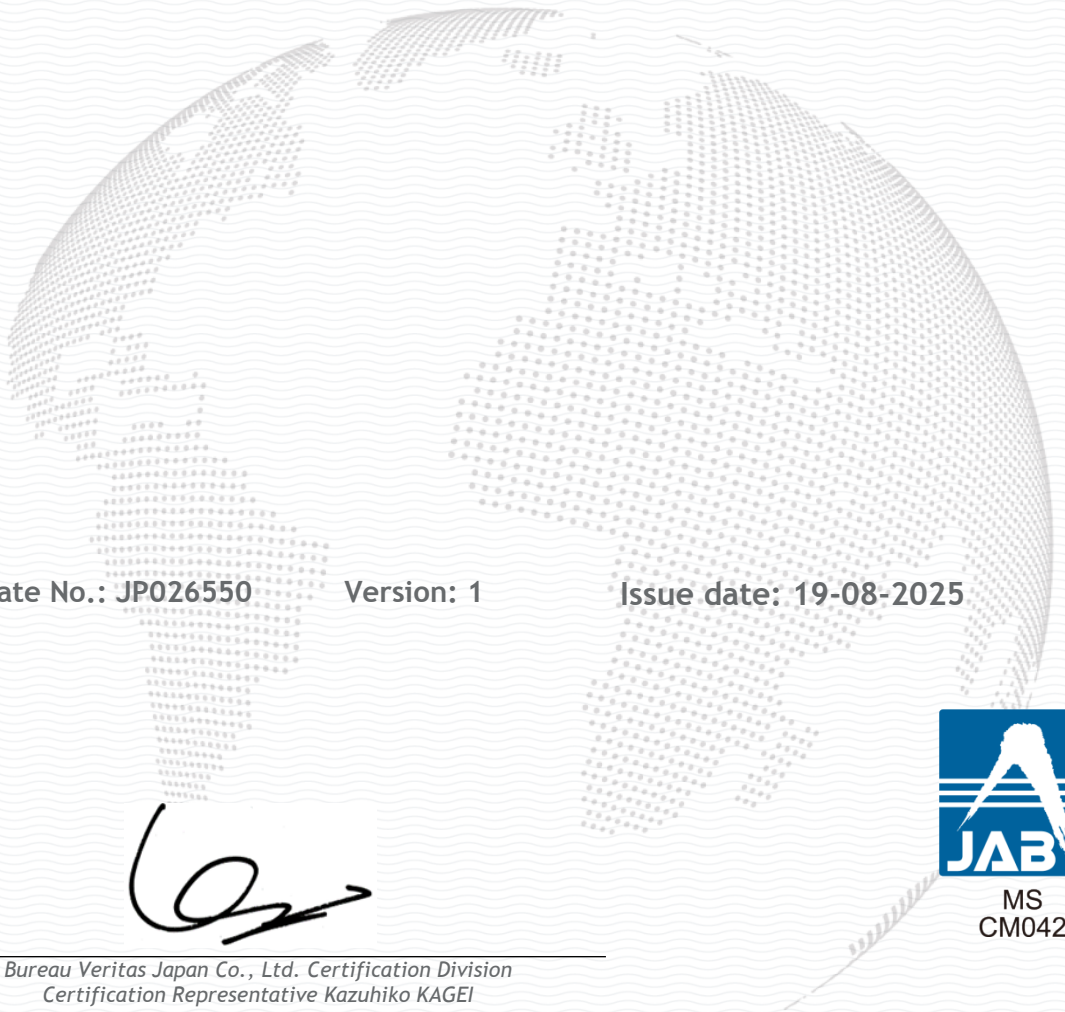 ate No.: JP026550 Version: 1 Issue date: 19-08-2025
JAB
MS
CM042
Bureau Veritas Japan Co., Ltd. Certification Division
Certification Representative Kazuhiko KAGEI